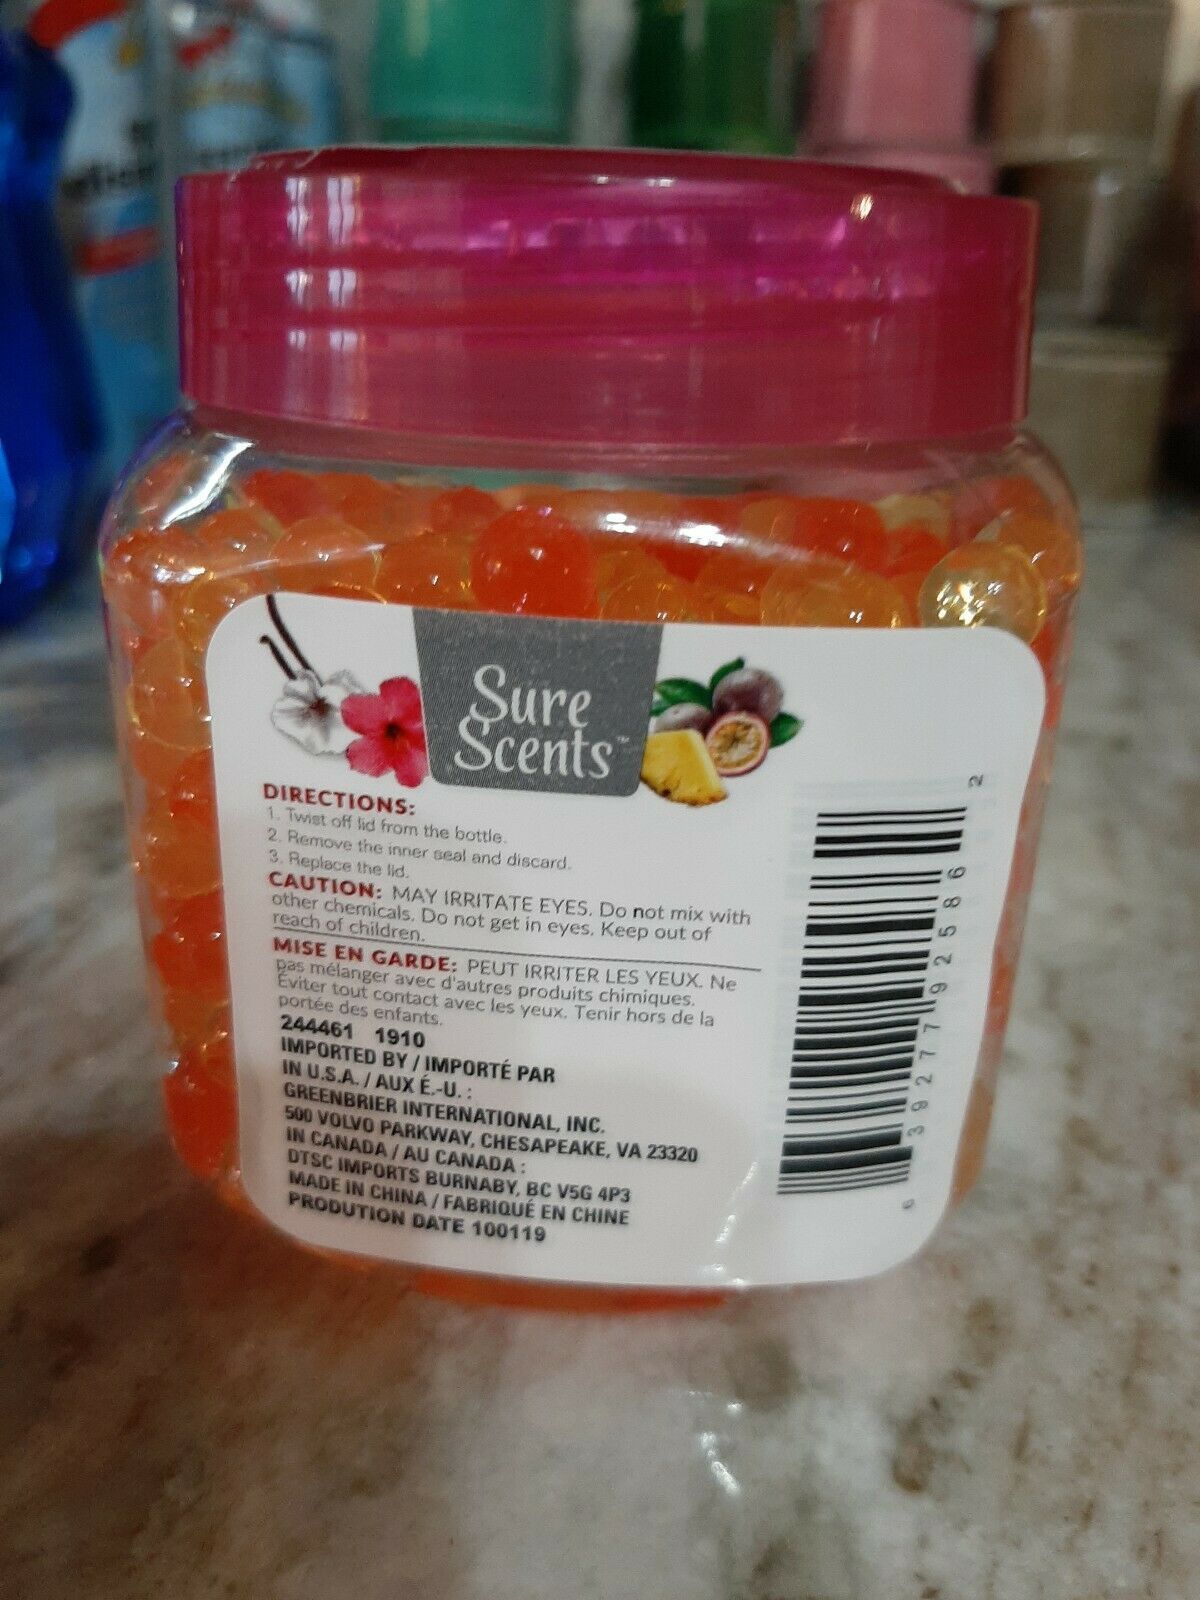 Sure
Scents™
DIRECTIONS:
1. Twist off lid from the bottle.
2. Remove the inner seal and discard.
3. Replace the lid.
CAUTION: MAY IRRITATE EYES. Do not mix with
other chemicals. Do not get in eyes. Keep out of
reach of children.
MISE EN GARDE: PEUT IRRITER LES YEUX. Ne
pas mélanger avec d'autres produits chimiques.
Éviter tout contact avec les yeux. Tenir hors de la
portée des enfants.
244461 1910
IMPORTED BY / IMPORTÉ PAR
IN U.S.A. / AUX É.-U. :
GREENBRIER INTERNATIONAL, INC.
500 VOLVO PARKWAY, CHESAPEAKE, VA 23320
IN CANADA / AU CANADA :
DTSC IMPORTS BURNABY, BC V5G 4P3
MADE IN CHINA / FABRIQUÉ EN CHINE
PRODUTION DATE 100119
6 39277 92586 2